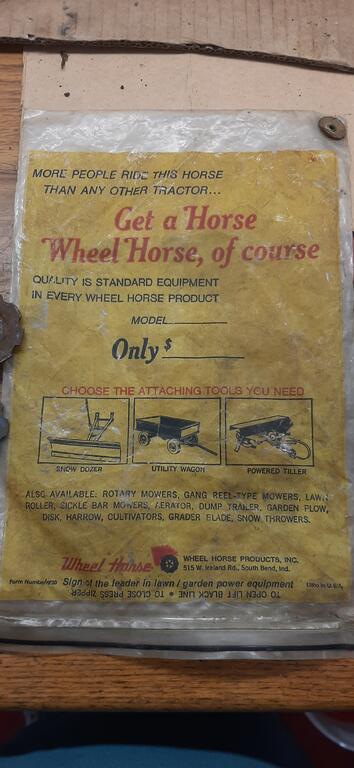 MORE PEOPLE RIDE THIS HORSE
THAN ANY OTHER TRACTOR...
Get a Horse
Wheel Horse, of course
QUALITY IS STANDARD EQUIPMENT
IN EVERY WHEEL HORSE PRODUCT
MODEL
Only $
CHOOSE THE ATTACHING TOOLS YOU NEED
SNOW DOZER UTILITY WAGON POWERED TILLER
ALSO AVAILABLE: ROTARY MOWERS, GANG REEL-TYPE MOWERS, LAWN
ROLLER, SICKLE BAR MOWERS, AERATOR, DUMP TRAILER, GARDEN PLOW,
DISK, HARROW, CULTIVATORS, GRADER BLADE, SNOW THROWERS.
Wheel Horse
WHEEL HORSE PRODUCTS, INC.
515 W. Ireland Rd., South Bend, Ind.
Form Number Sign of the leader in lawn / garden power equipment Litho in U.S.A.
TO OPEN LIFT BLACK LINE • TO CLOSE PRESS ZIPPER